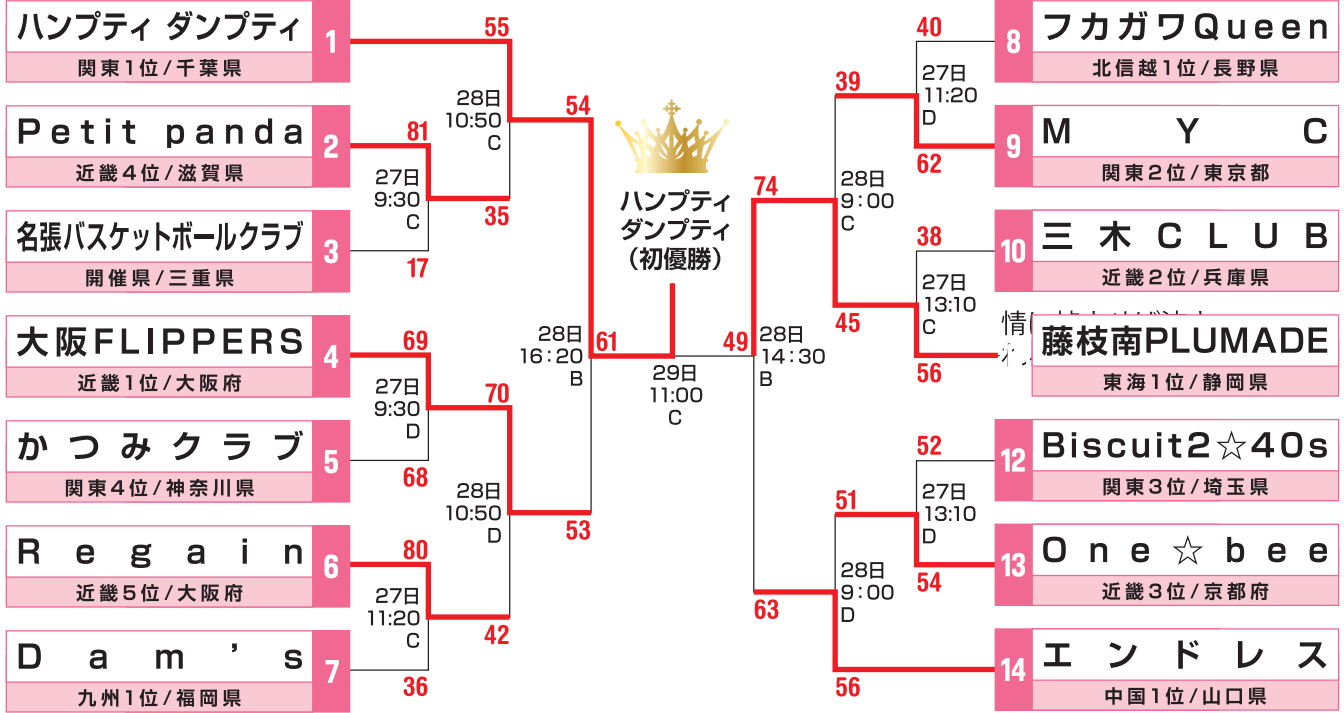 ハンプティ ダンプティ
1
関東1位/千葉県
Petit panda
2
近畿4位/滋賀県
名張バスケットボールクラブ
3
開催県/三重県
大阪FLIPPERS
4
近畿1位/大阪府
かつみクラブ
5
関東4位/神奈川県
Regain
6
近畿5位/大阪府
Dam's
7
九州1位/福岡県
55
81
27日
9:30
C
17
28日
10:50
C
35
54
69
27日
9:30
D
68
70
28日
10:50
D
80
27日
11:20
C
36
42
53
28日
16:20
B
61
ハンプティ
ダンプティ
(初優勝)
29日
11:00
C
49
28日
14:30
B
74
63
39
28日
9:00
C
45
40
27日
11:20
D
62
38
27日
13:10
C
56
51
28日
9:00
D
56
52
27日
13:10
D
54
8
フカガワQueen
北信越1位/長野県
9
MYC
関東2位/東京都
10
三木CLUB
近畿2位/兵庫県
藤枝南PLUMADE
東海1位/静岡県
12
Biscuit2☆40s
関東3位/埼玉県
13
One☆bee
近畿3位/京都府
14
エンドレス
中国1位/山口県